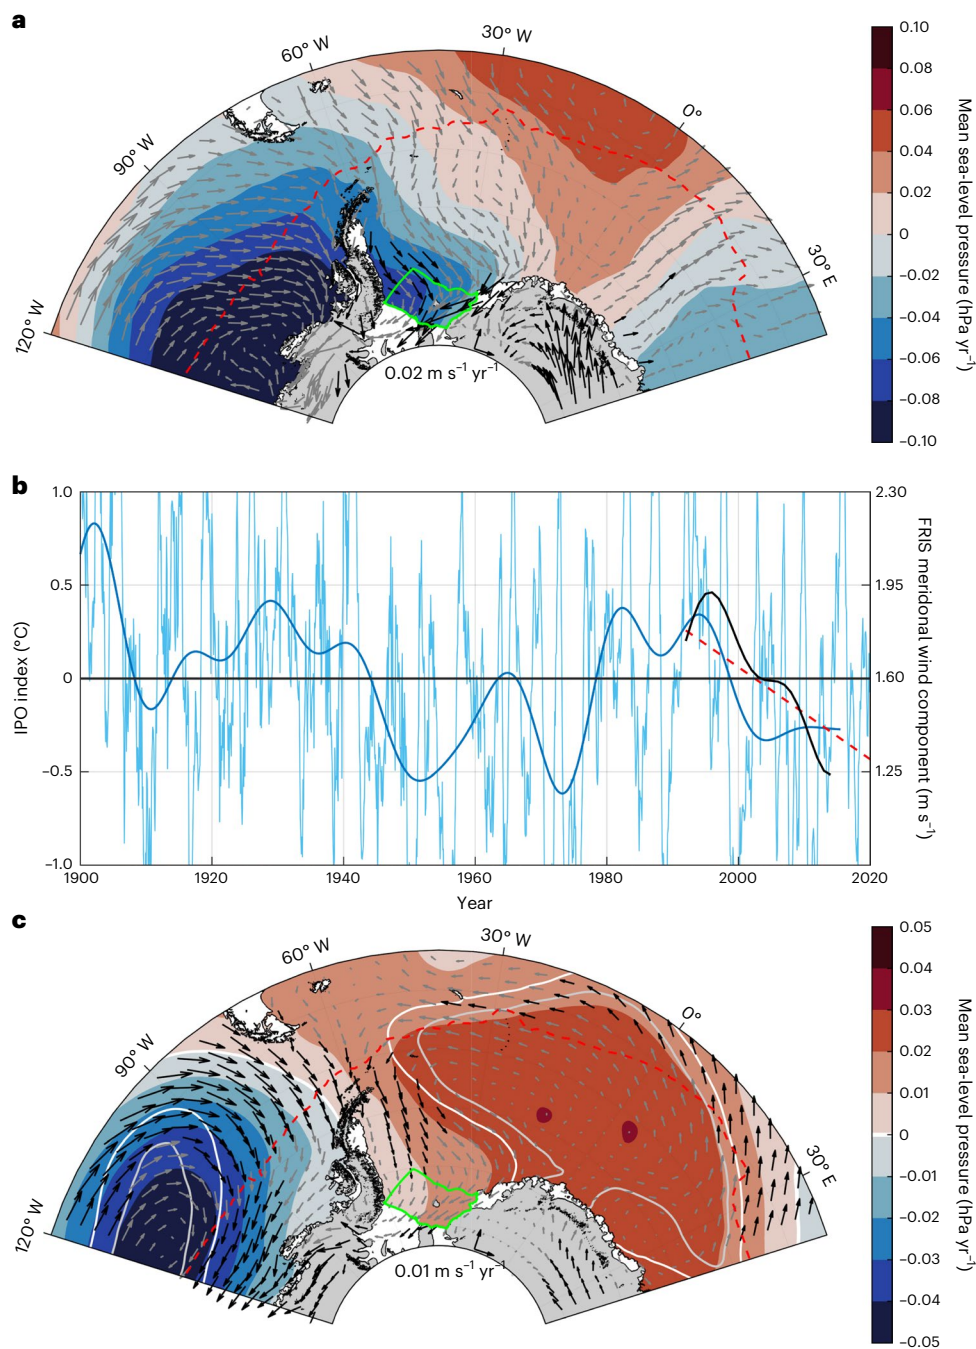 a
30° W
60° W
0°
90° W
30° E
120° W
0.02 m s⁻¹ yr⁻¹
0.10
0.08
0.06
0.04
0.02
0
−0.02
−0.04
−0.06
−0.08
−0.10
Mean sea-level pressure (hPa yr⁻¹)
b
1.0
0.5
0
−0.5
−1.0
IPO index (°C)
2.30
1.95
1.60
1.25
FRIS meridonal wind component (m s⁻¹)
1900
1920
1940
1960
1980
2000
2020
Year
c
30° W
60° W
0°
90° W
30° E
120° W
0.01 m s⁻¹ yr⁻¹
0.05
0.04
0.03
0.02
0.01
0
−0.01
−0.02
−0.03
−0.04
−0.05
Mean sea-level pressure (hPa yr⁻¹)